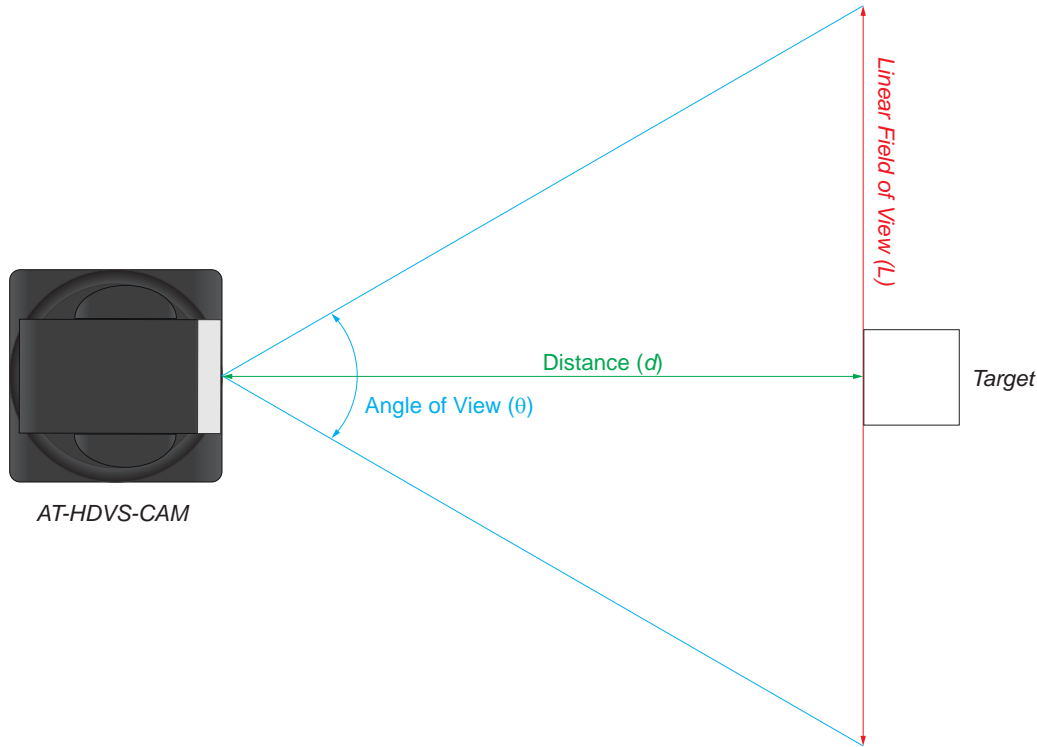 Linear Field of View (L)
Distance (d)
Target
Angle of View (θ)
AT-HDVS-CAM